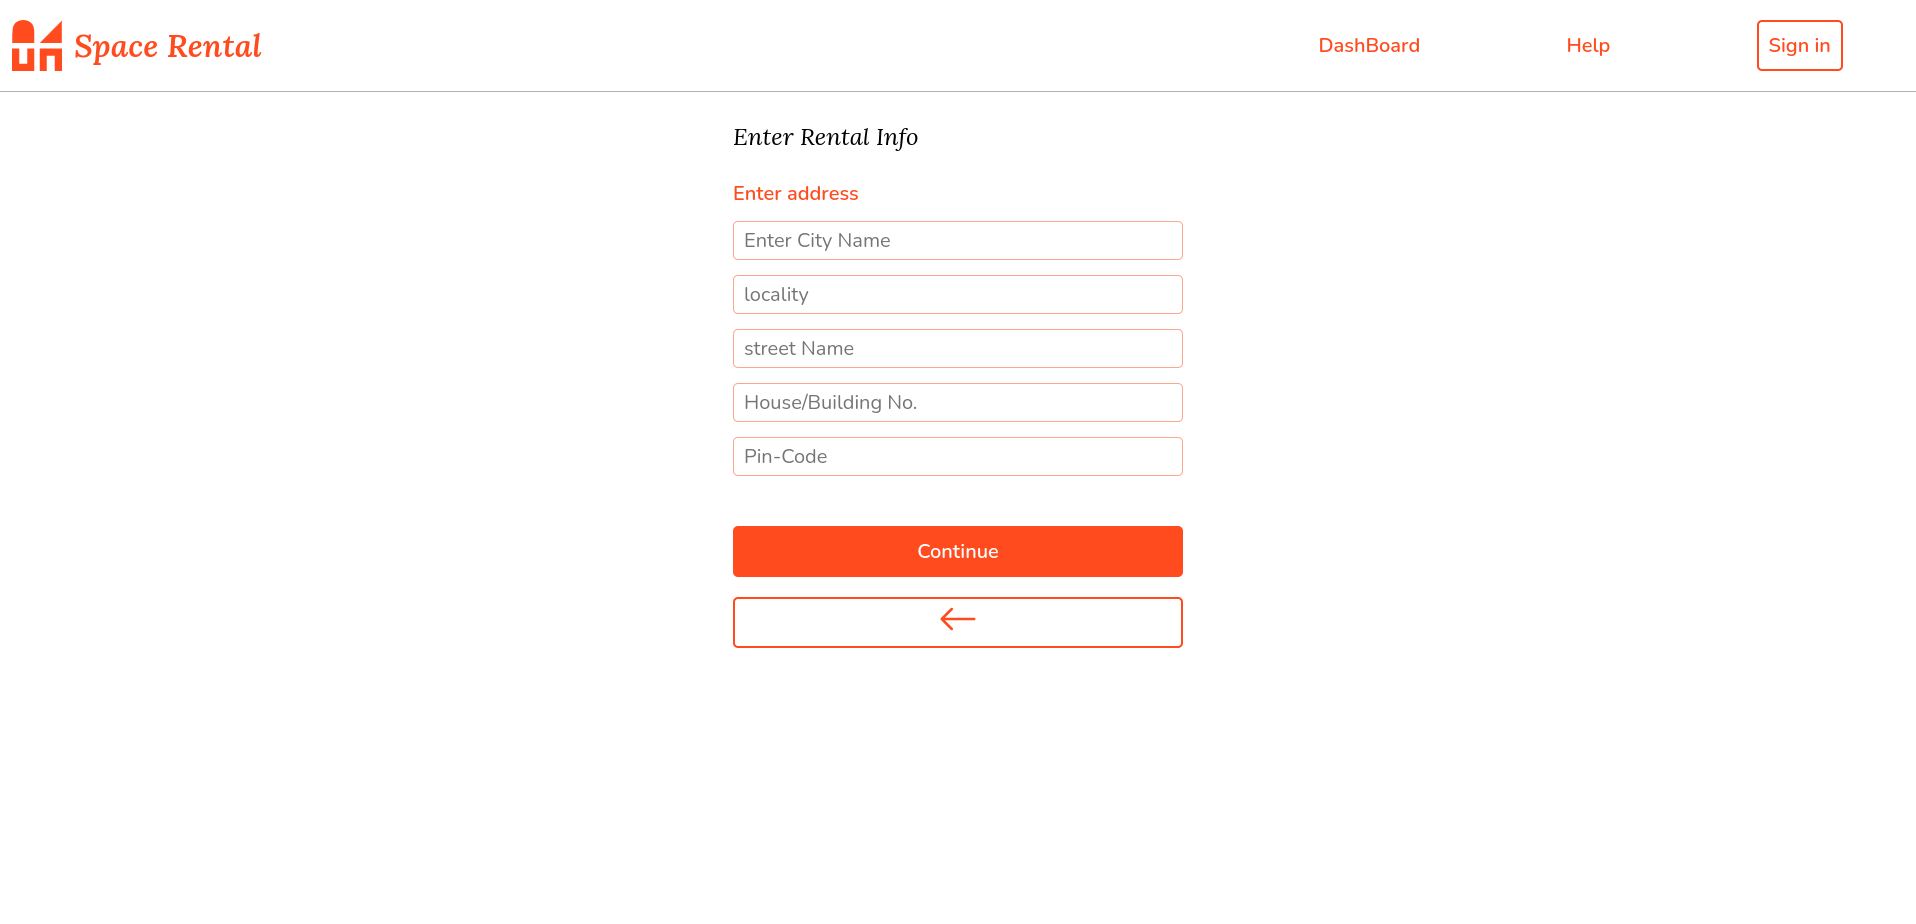 Space Rental
DashBoard
Help
Sign in
Enter Rental Info
Enter address
Enter City Name
locality
street Name
House/Building No.
Pin-Code
Continue